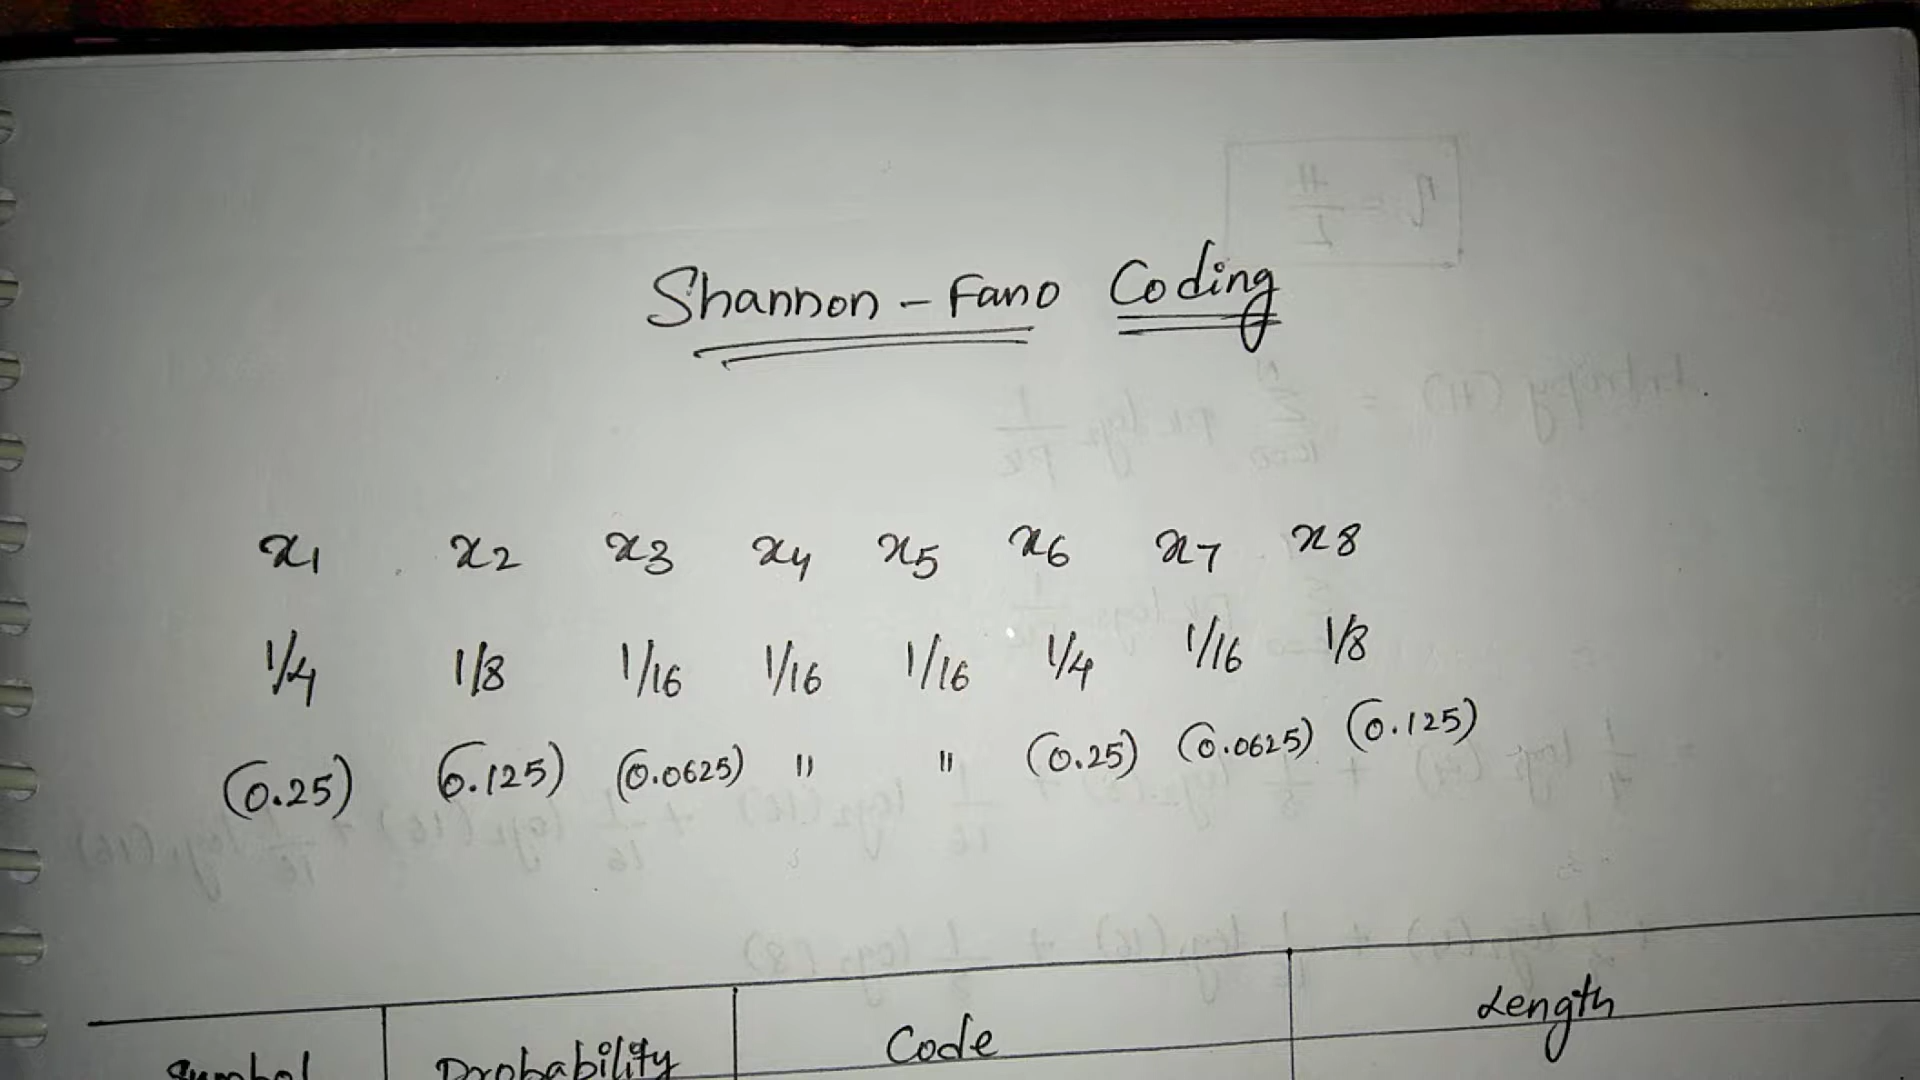 Shannon - Fano Coding
x1 x2 x3 x4 x5 x6 x7 x8
1/4 1/8 1/16 1/16 1/16 1/4 1/16 1/8
(0.25) (0.125) (0.0625) " " (0.25) (0.0625) (0.125)
Symbol Probability Code Length